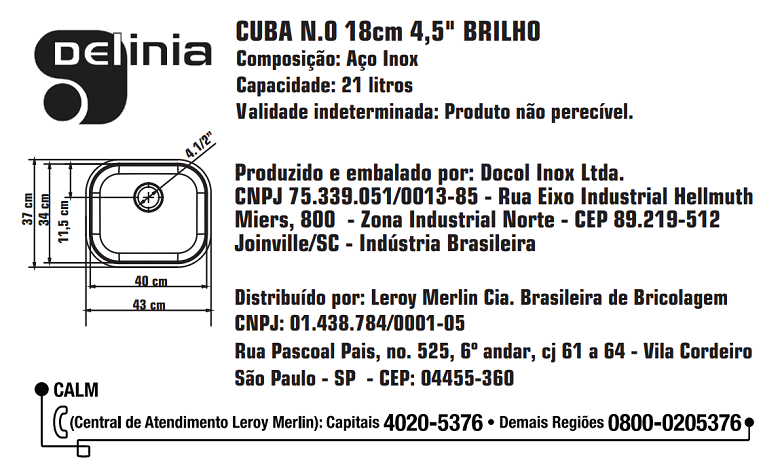 Delinia
CUBA N.0 18cm 4,5" BRILHO
Composição: Aço Inox
Capacidade: 21 litros
Validade indeterminada: Produto não perecível.
4.1/2"
37 cm
34 cm
11,5 cm
40 cm
43 cm
Produzido e embalado por: Docol Inox Ltda.
CNPJ 75.339.051/0013-85 - Rua Eixo Industrial Hellmuth
Miers, 800 - Zona Industrial Norte - CEP 89.219-512
Joinville/SC - Indústria Brasileira
Distribuído por: Leroy Merlin Cia. Brasileira de Bricolagem
CNPJ: 01.438.784/0001-05
Rua Pascoal Pais, no. 525, 6º andar, cj 61 a 64 - Vila Cordeiro
São Paulo - SP - CEP: 04455-360
CALM
(Central de Atendimento Leroy Merlin): Capitais 4020-5376 • Demais Regiões 0800-0205376